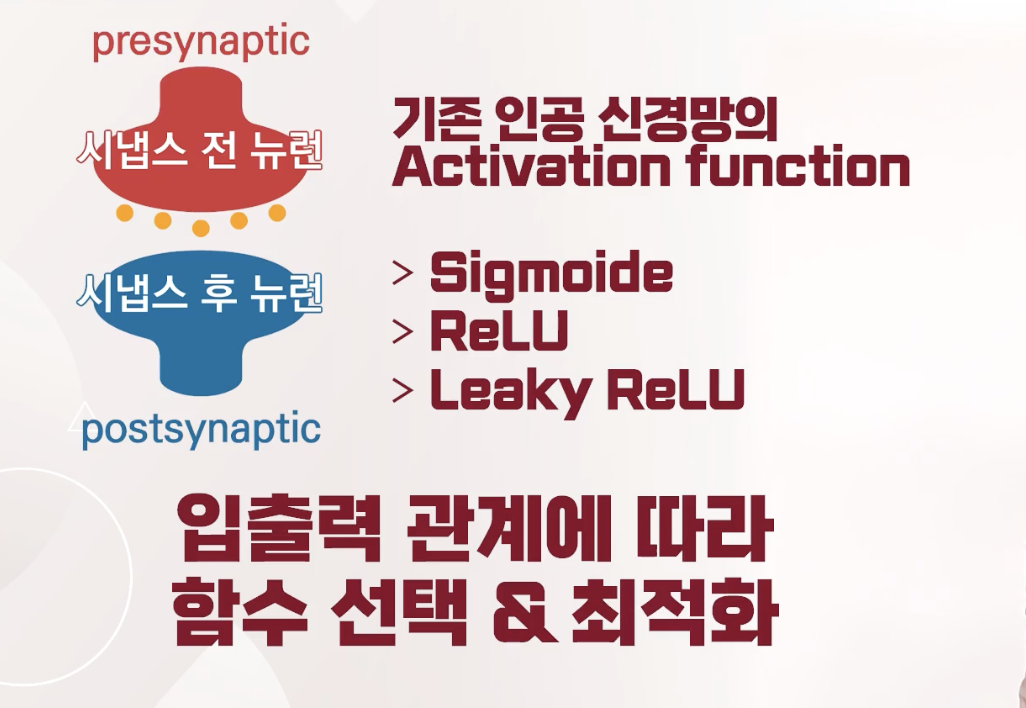 presynaptic
시냅스 전 뉴런
시냅스 후 뉴런
postsynaptic
기존 인공 신경망의
Activation function
> Sigmoide
> ReLU
> Leaky ReLU
입출력 관계에 따라
함수 선택 & 최적화